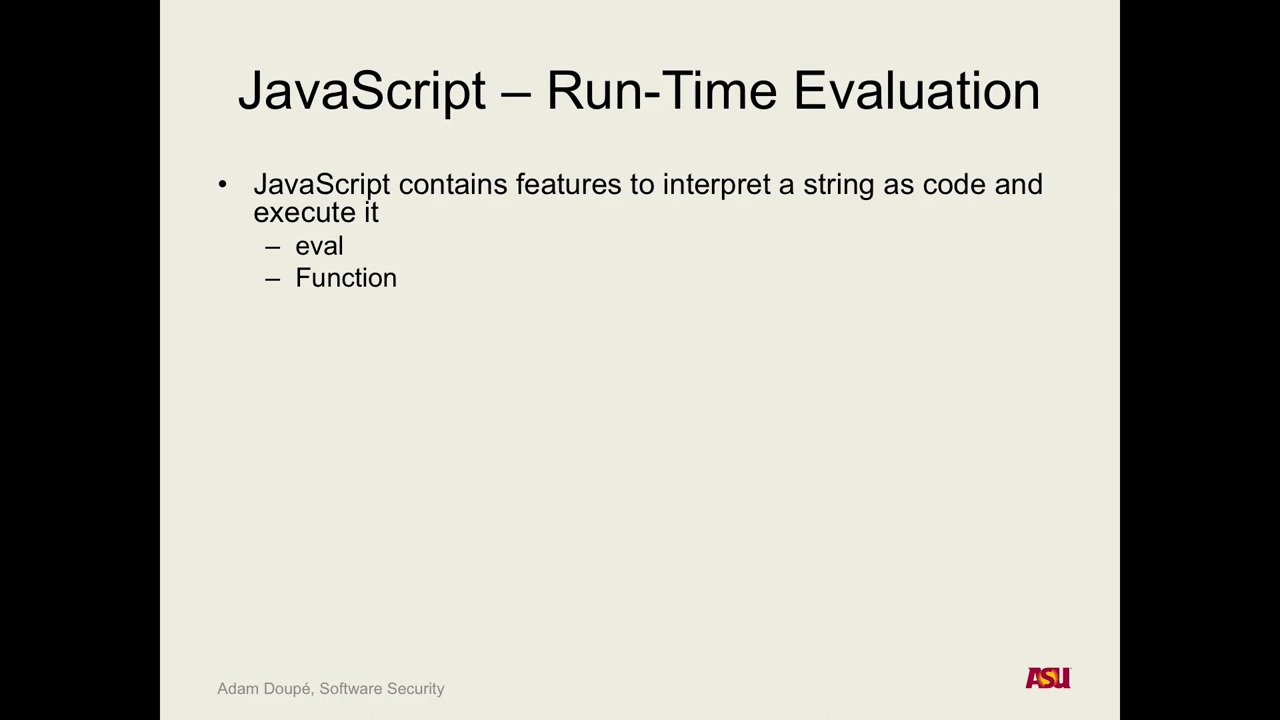 JavaScript – Run-Time Evaluation
• JavaScript contains features to interpret a string as code and
execute it
– eval
– Function
Adam Doupé, Software Security
ASU